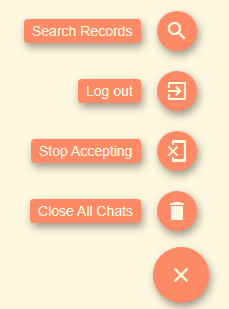 Search Records
Log out
Stop Accepting
Close All Chats